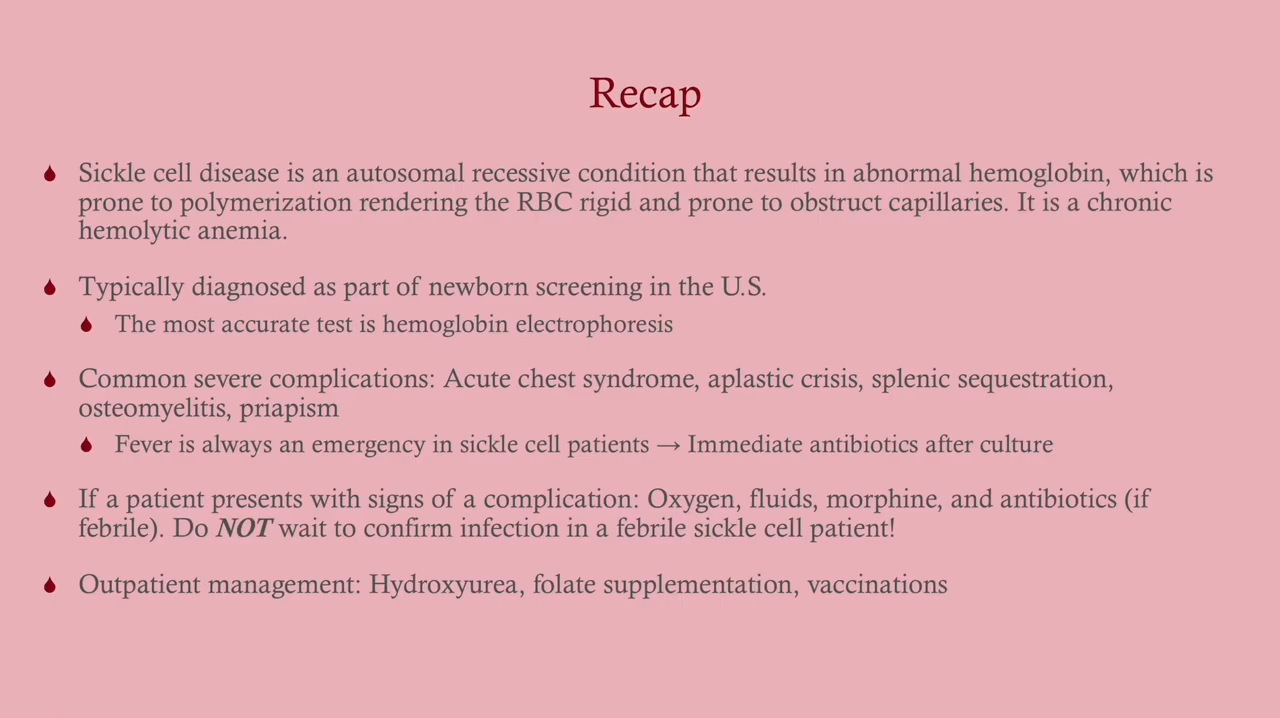 Recap
Sickle cell disease is an autosomal recessive condition that results in abnormal hemoglobin, which is
prone to polymerization rendering the RBC rigid and prone to obstruct capillaries. It is a chronic
hemolytic anemia.
Typically diagnosed as part of newborn screening in the U.S.
The most accurate test is hemoglobin electrophoresis
Common severe complications: Acute chest syndrome, aplastic crisis, splenic sequestration,
osteomyelitis, priapism
Fever is always an emergency in sickle cell patients → Immediate antibiotics after culture
If a patient presents with signs of a complication: Oxygen, fluids, morphine, and antibiotics (if
febrile). Do NOT wait to confirm infection in a febrile sickle cell patient!
Outpatient management: Hydroxyurea, folate supplementation, vaccinations